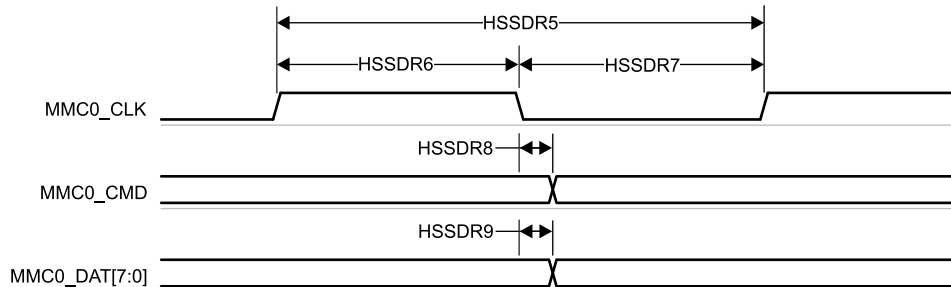 HSSDR5
HSSDR6
HSSDR7
MMC0_CLK
HSSDR8
MMC0_CMD
HSSDR9
MMC0_DAT[7:0]